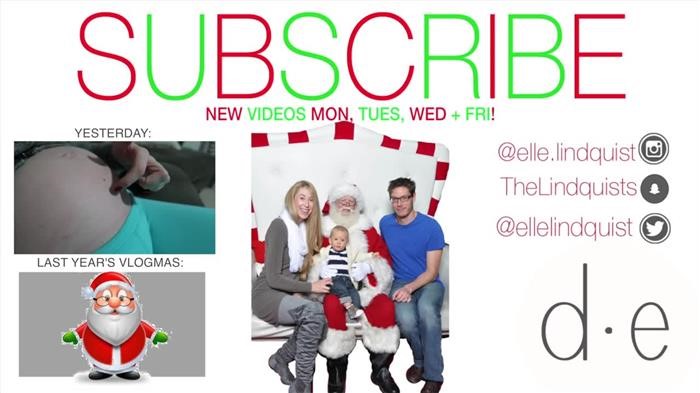 SUBSCRIBE
NEW VIDEOS MON, TUES, WED + FRI!
YESTERDAY:
LAST YEAR'S VLOGMAS:
@elle.lindquist
TheLindquists
@ellelindquist
d·e